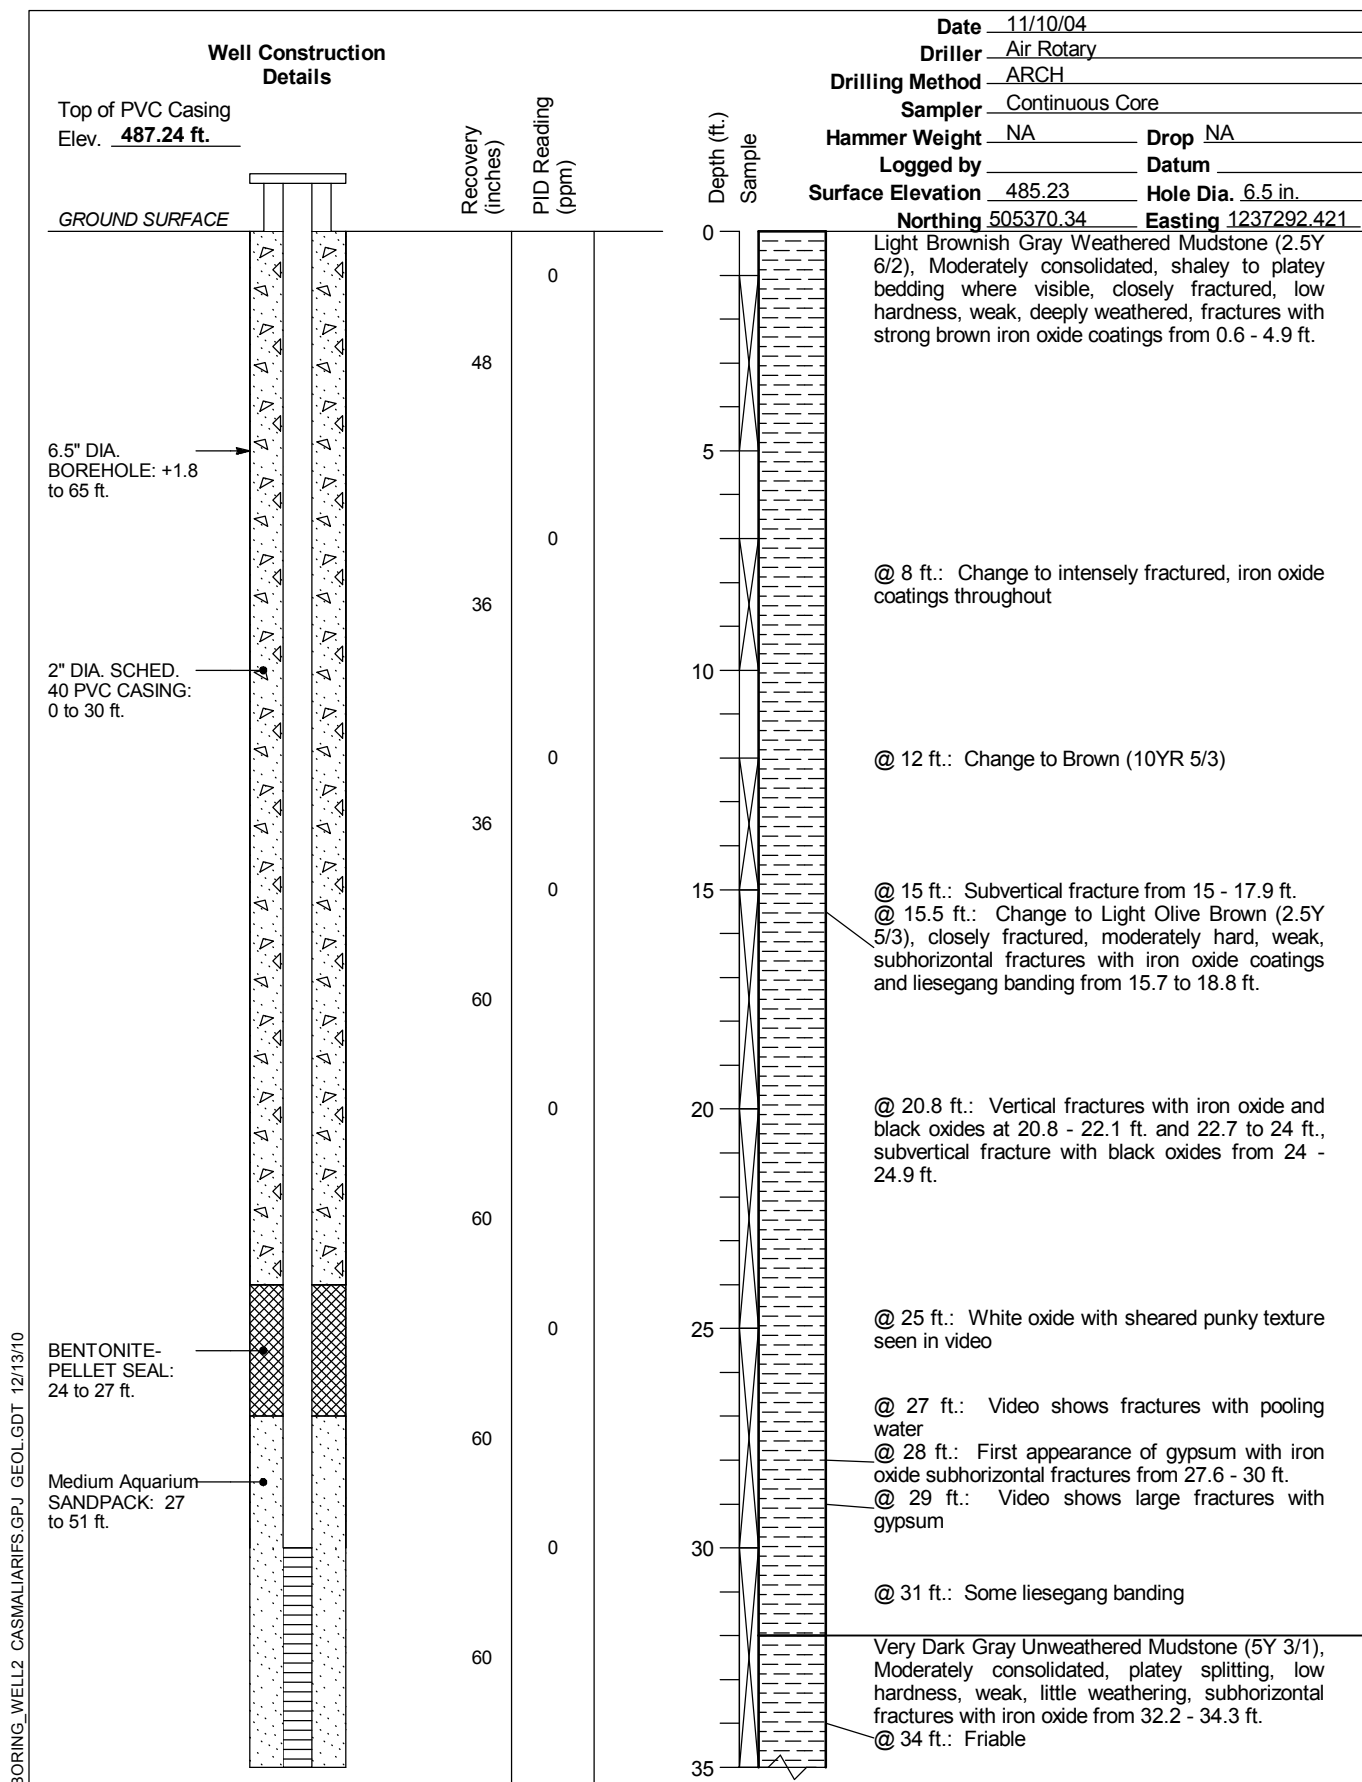 Well Construction
Details
Top of PVC Casing
Elev. 487.24 ft.
GROUND SURFACE
Recovery
(inches)
PID Reading
(ppm)
Depth (ft.)
Sample
Date 11/10/04
Driller Air Rotary
Drilling Method ARCH
Sampler Continuous Core
Hammer Weight NA Drop NA
Logged by Datum
Surface Elevation 485.23 Hole Dia. 6.5 in.
Northing 505370.34 Easting 1237292.421
0
Light Brownish Gray Weathered Mudstone (2.5Y
6/2), Moderately consolidated, shaley to platey
bedding where visible, closely fractured, low
hardness, weak, deeply weathered, fractures with
strong brown iron oxide coatings from 0.6 - 4.9 ft.
0
48
6.5" DIA.
BOREHOLE: +1.8
to 65 ft.
5
0
@ 8 ft.: Change to intensely fractured, iron oxide
coatings throughout
36
2" DIA. SCHED.
40 PVC CASING:
0 to 30 ft.
10
0
@ 12 ft.: Change to Brown (10YR 5/3)
36
0
15
@ 15 ft.: Subvertical fracture from 15 - 17.9 ft.
@ 15.5 ft.: Change to Light Olive Brown (2.5Y
5/3), closely fractured, moderately hard, weak,
subhorizontal fractures with iron oxide coatings
and liesegang banding from 15.7 to 18.8 ft.
60
0
20
@ 20.8 ft.: Vertical fractures with iron oxide and
black oxides at 20.8 - 22.1 ft. and 22.7 to 24 ft.,
subvertical fracture with black oxides from 24 -
24.9 ft.
60
0
25
@ 25 ft.: White oxide with sheared punky texture
seen in video
BENTONITE-
PELLET SEAL:
24 to 27 ft.
@ 27 ft.: Video shows fractures with pooling
water
60
@ 28 ft.: First appearance of gypsum with iron
oxide subhorizontal fractures from 27.6 - 30 ft.
@ 29 ft.: Video shows large fractures with
gypsum
Medium Aquarium
SANDPACK: 27
to 51 ft.
0
30
@ 31 ft.: Some liesegang banding
60
Very Dark Gray Unweathered Mudstone (5Y 3/1),
Moderately consolidated, platey splitting, low
hardness, weak, little weathering, subhorizontal
fractures with iron oxide from 32.2 - 34.3 ft.
@ 34 ft.: Friable
35
BORING_WELL2 CASMALIARIFS.GPJ GEOL.GDT 12/13/10